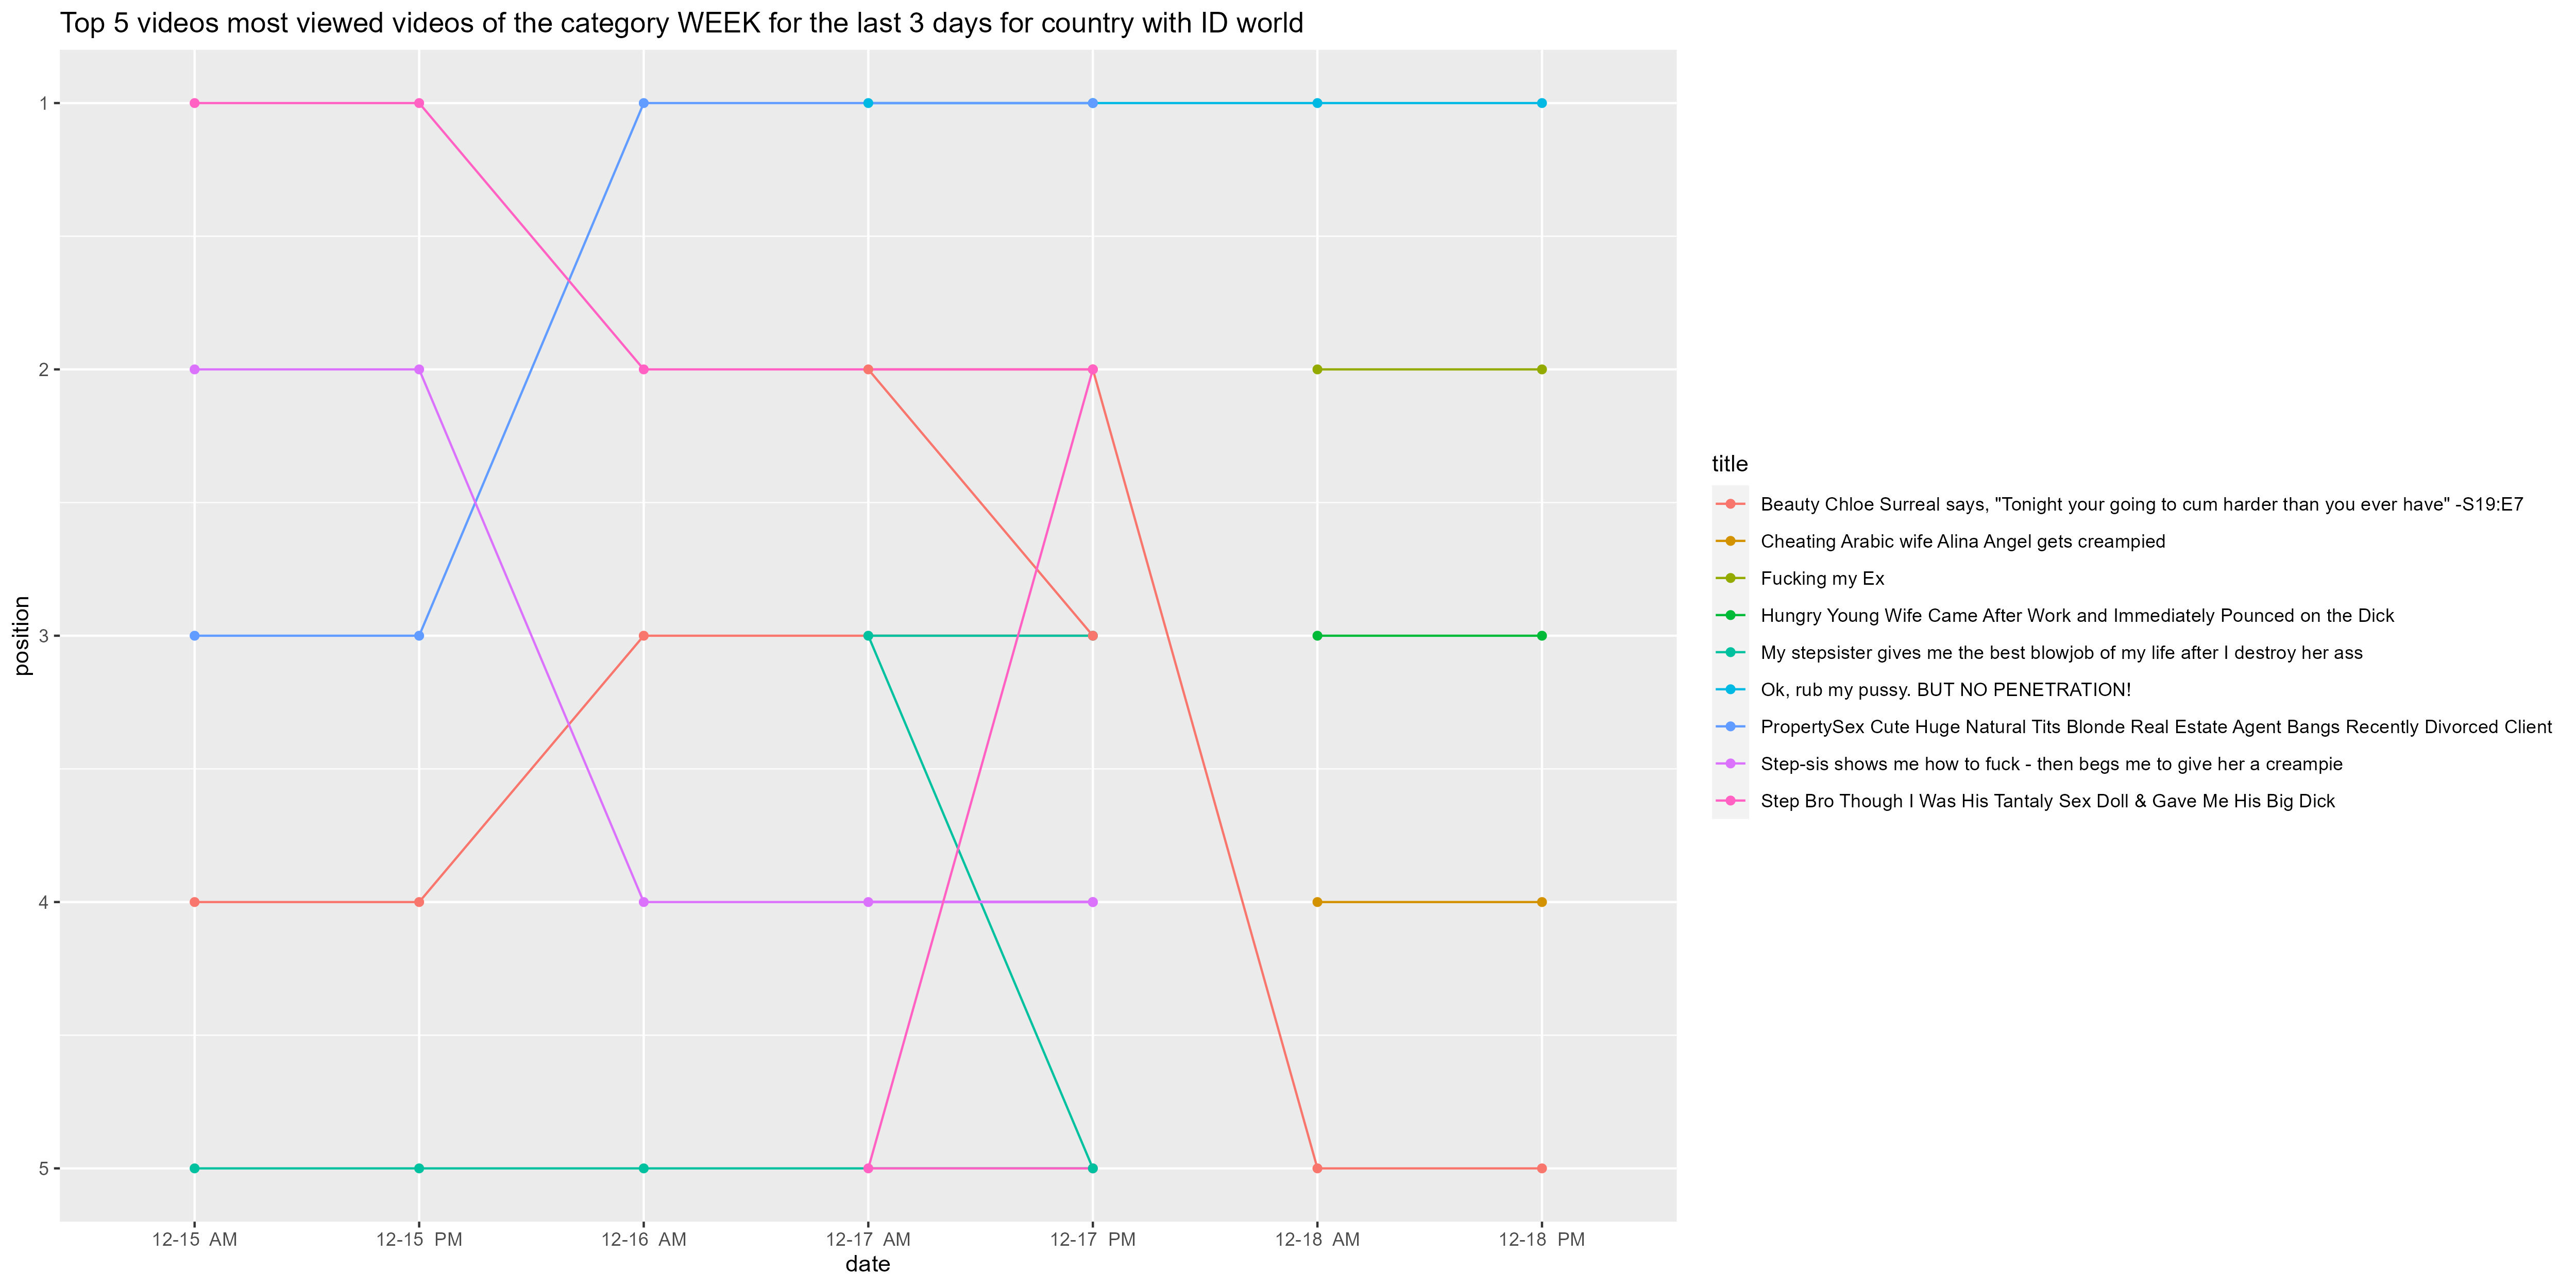 Top 5 videos most viewed videos of the category WEEK for the last 3 days for country with ID world
position
1
2
3
4
5
12-15 AM
12-15 PM
12-16 AM
12-17 AM
12-17 PM
12-18 AM
12-18 PM
date
title
Beauty Chloe Surreal says, "Tonight your going to cum harder than you ever have" -S19:E7
Cheating Arabic wife Alina Angel gets creampied
Fucking my Ex
Hungry Young Wife Came After Work and Immediately Pounced on the Dick
My stepsister gives me the best blowjob of my life after I destroy her ass
Ok, rub my pussy. BUT NO PENETRATION!
PropertySex Cute Huge Natural Tits Blonde Real Estate Agent Bangs Recently Divorced Client
Step-sis shows me how to fuck - then begs me to give her a creampie
Step Bro Though I Was His Tantaly Sex Doll & Gave Me His Big Dick